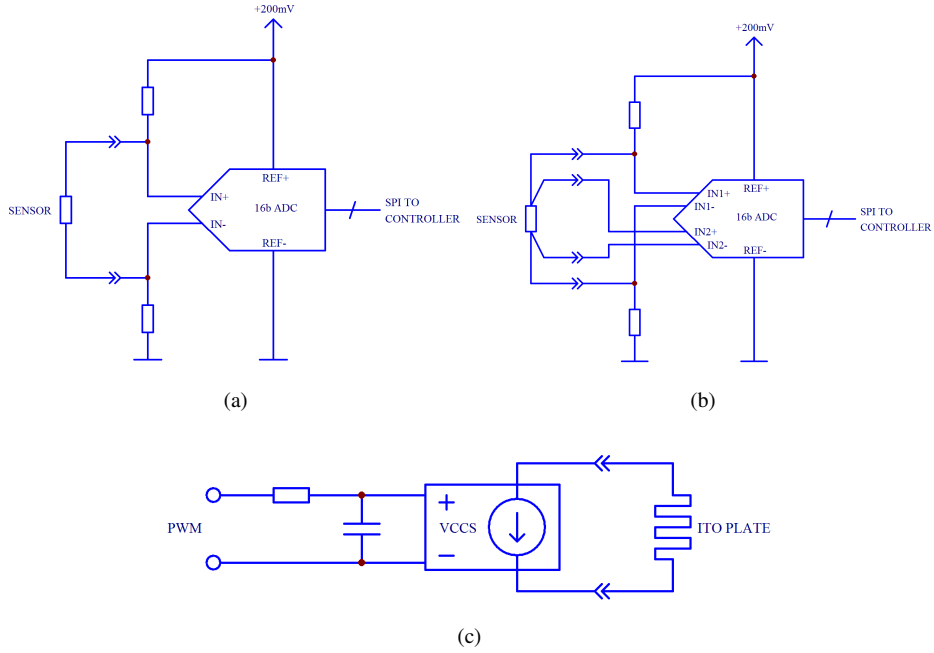 +200mV
REF+
IN+
16b ADC
IN-
REF-
SENSOR
SPI TO
CONTROLLER
(a)
+200mV
REF+
IN1+
IN1-
16b ADC
IN2+
IN2-
REF-
SENSOR
SPI TO
CONTROLLER
(b)
PWM
+
VCCS
−
ITO PLATE
(c)